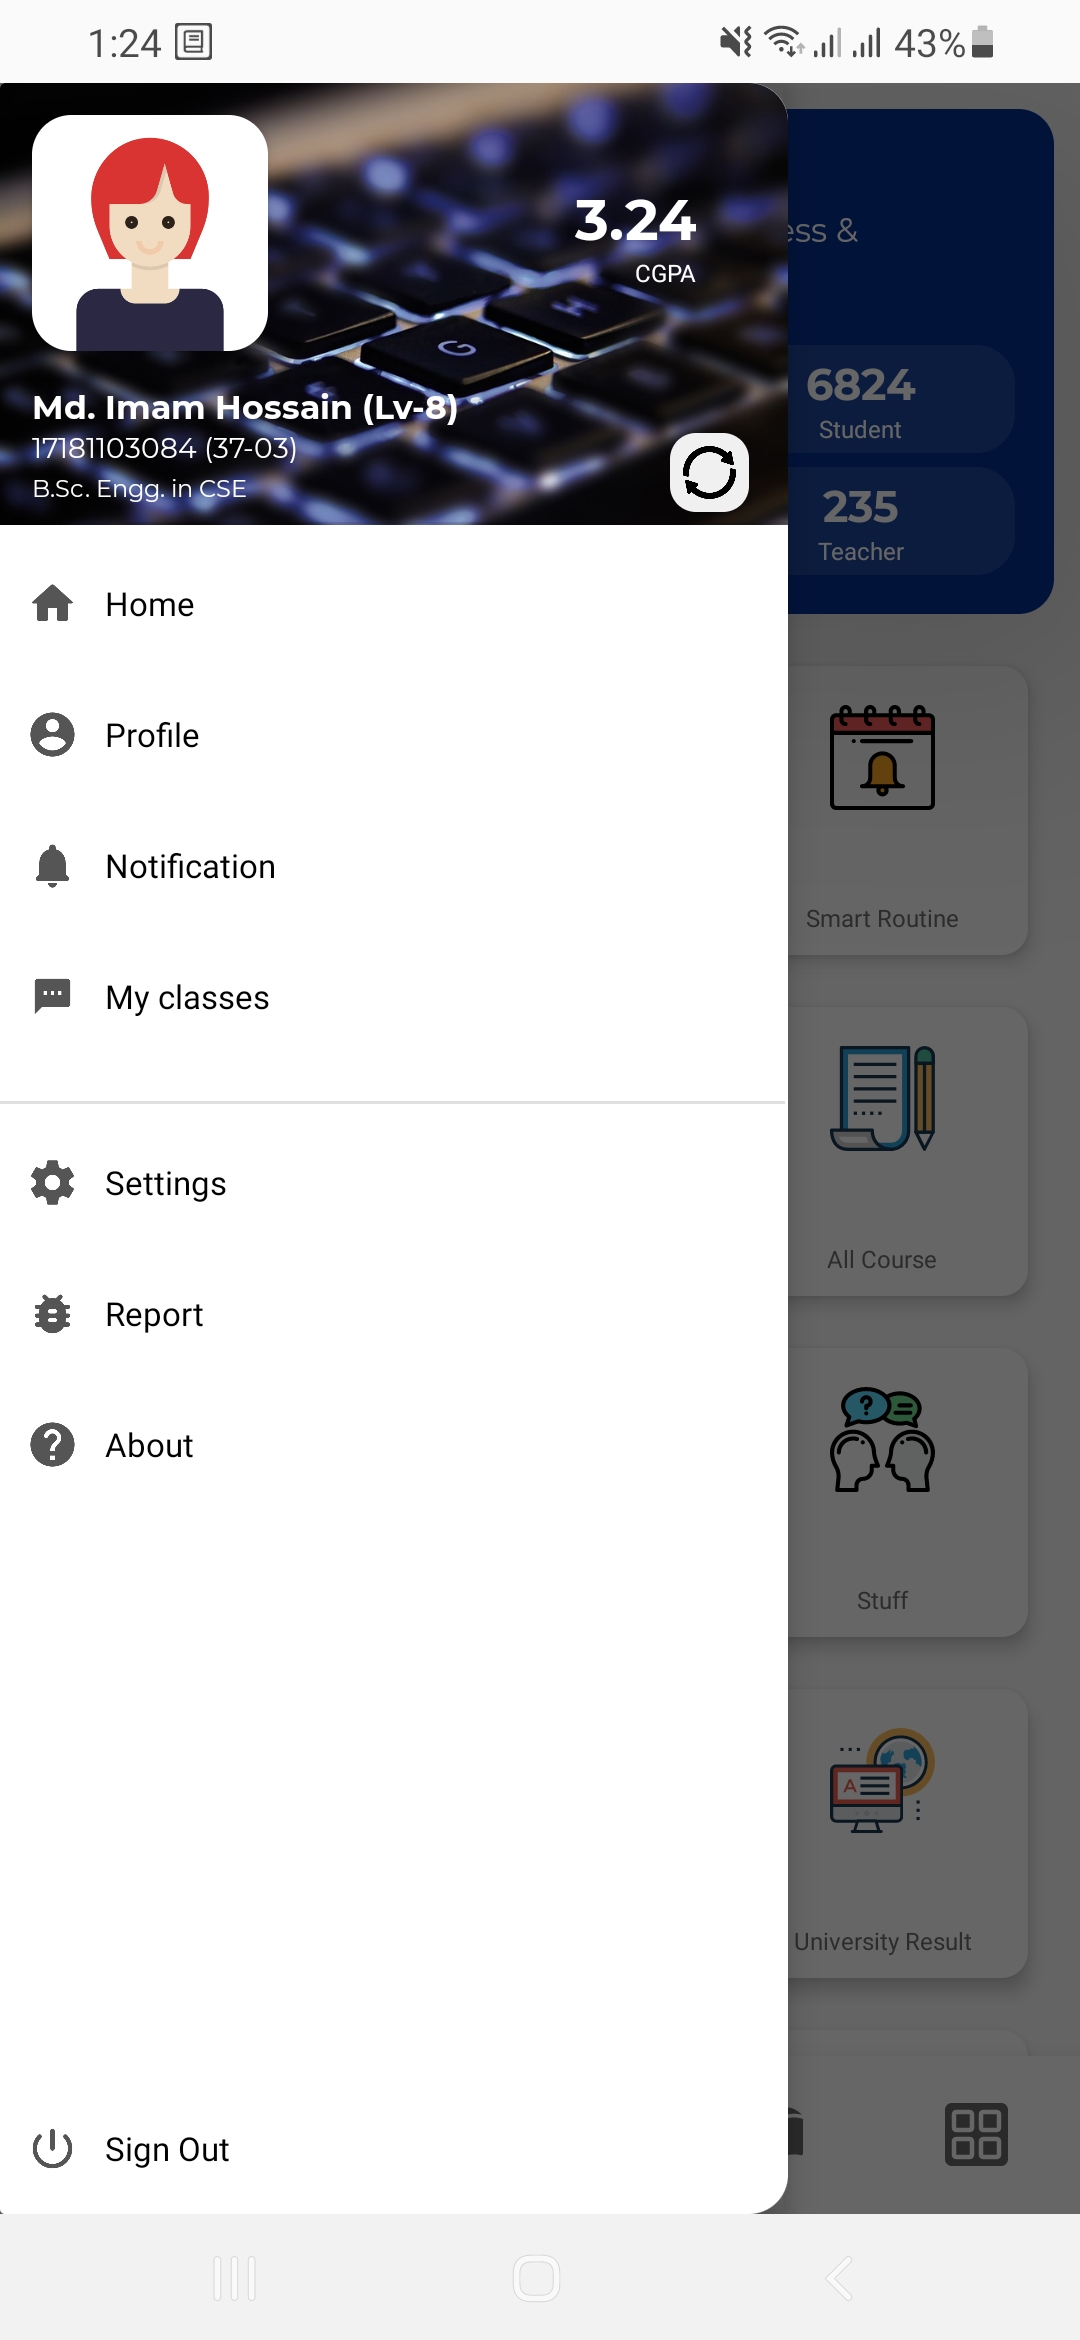 1:24 43%
3.24
CGPA
Md. Imam Hossain (Lv-8)
17181103084 (37-03)
B.Sc. Engg. in CSE
Home
Profile
Notification
My classes
Settings
Report
About
Sign Out
&
6824
Student
235
Teacher
Smart Routine
All Course
Stuff
University Result